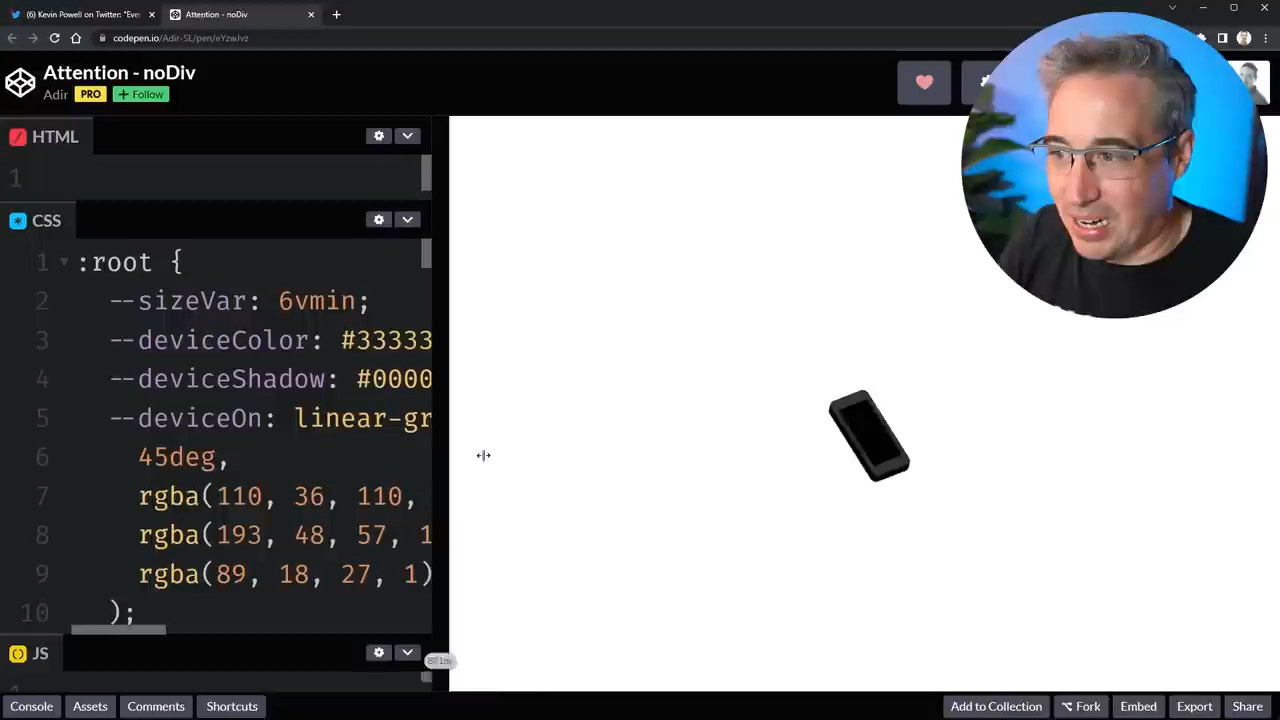 (6) Kevin Powell on Twitter: "Ever
Attention - noDiv
codepen.io/Adir-SL/pen/eYzwJvz
Attention - noDiv
Adir PRO + Follow
HTML
1
CSS
1 :root {
2 --sizeVar: 6vmin;
3 --deviceColor: #33333
4 --deviceShadow: #0000
5 --deviceOn: linear-gr
6 45deg,
7 rgba(110, 36, 110,
8 rgba(193, 48, 57, 1
9 rgba(89, 18, 27, 1)
10 );
JS
Console Assets Comments Shortcuts
Add to Collection Fork Embed Export Share